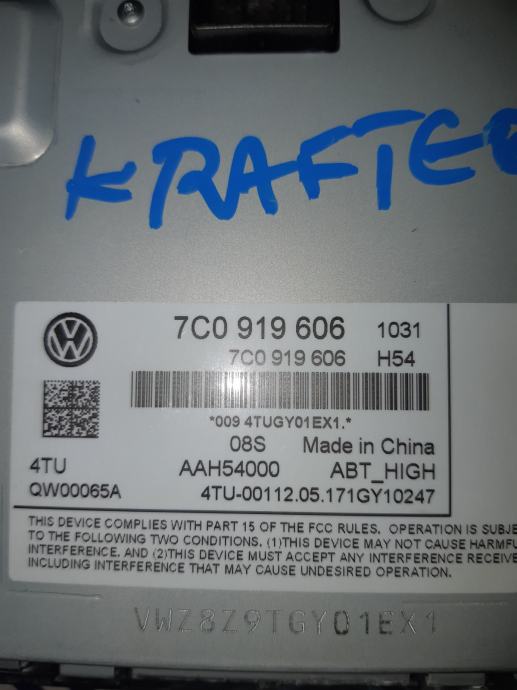 KRAFTE
7C0 919 606 1031
7C0 919 606 H54
*009 4TUGY01EX1.*
08S Made in China
4TU AAH54000 ABT_HIGH
QW00065A 4TU-00112.05.171GY10247
THIS DEVICE COMPLIES WITH PART 15 OF THE FCC RULES. OPERATION IS SUBJE
TO THE FOLLOWING TWO CONDITIONS. (1)THIS DEVICE MAY NOT CAUSE HARMFU
INTERFERENCE. AND (2)THIS DEVICE MUST ACCEPT ANY INTERFERENCE RECEIVE
INCLUDING INTERFERENCE THAT MAY CAUSE UNDESIRED OPERATION.
VWZ8Z9TGY01EX1